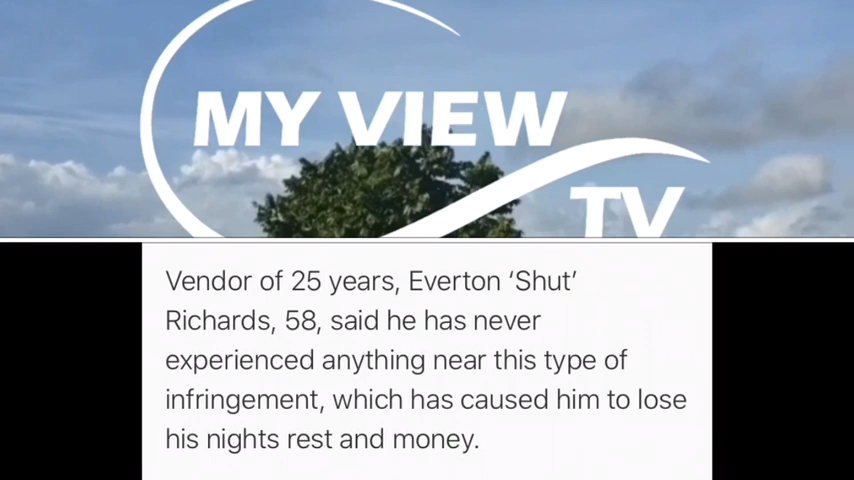 MY VIEW
TV
Vendor of 25 years, Everton ‘Shut’
Richards, 58, said he has never
experienced anything near this type of
infringement, which has caused him to lose
his nights rest and money.